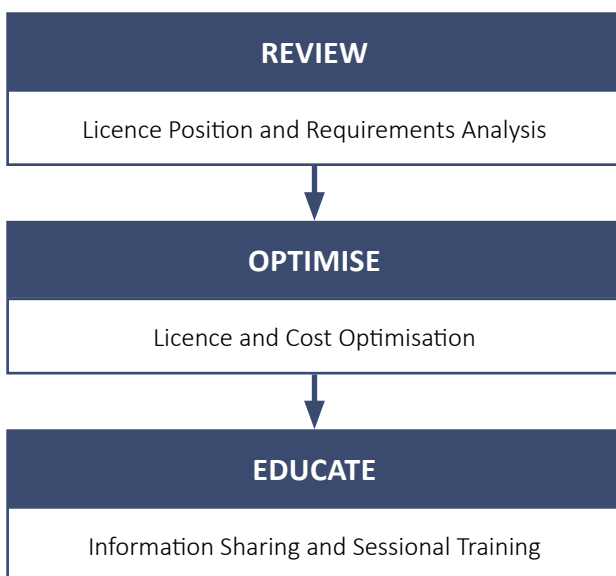 REVIEW
Licence Position and Requirements Analysis
OPTIMISE
Licence and Cost Optimisation
EDUCATE
Information Sharing and Sessional Training